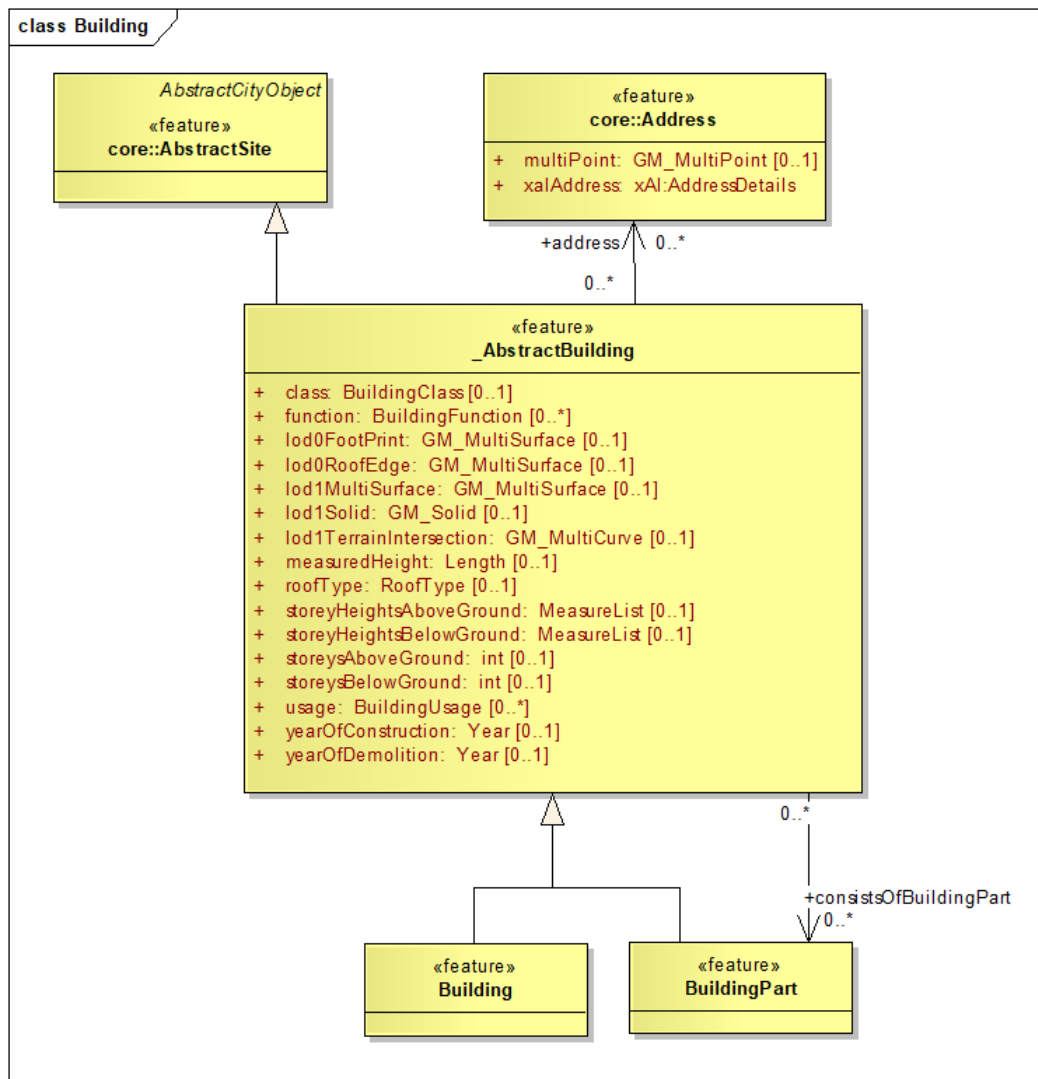 class Building
AbstractCityObject
«feature»
core::AbstractSite
«feature»
core::Address
+ multiPoint: GM_MultiPoint [0..1]
+ xalAddress: xAl:AddressDetails
+address 0..*
0..*
«feature»
_AbstractBuilding
+ class: BuildingClass [0..1]
+ function: BuildingFunction [0..*]
+ lod0FootPrint: GM_MultiSurface [0..1]
+ lod0RoofEdge: GM_MultiSurface [0..1]
+ lod1MultiSurface: GM_MultiSurface [0..1]
+ lod1Solid: GM_Solid [0..1]
+ lod1TerrainIntersection: GM_MultiCurve [0..1]
+ measuredHeight: Length [0..1]
+ roofType: RoofType [0..1]
+ storeyHeightsAboveGround: MeasureList [0..1]
+ storeyHeightsBelowGround: MeasureList [0..1]
+ storeysAboveGround: int [0..1]
+ storeysBelowGround: int [0..1]
+ usage: BuildingUsage [0..*]
+ yearOfConstruction: Year [0..1]
+ yearOfDemolition: Year [0..1]
0..*
+consistsOfBuildingPart
0..*
«feature»
Building
«feature»
BuildingPart